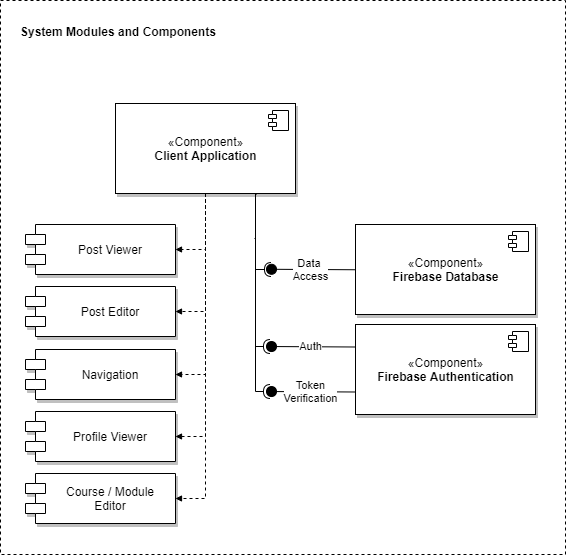 System Modules and Components
«Component»
Client Application
Post Viewer
Post Editor
Navigation
Profile Viewer
Course / Module
Editor
Data
Access
Auth
Token
Verification
«Component»
Firebase Database
«Component»
Firebase Authentication